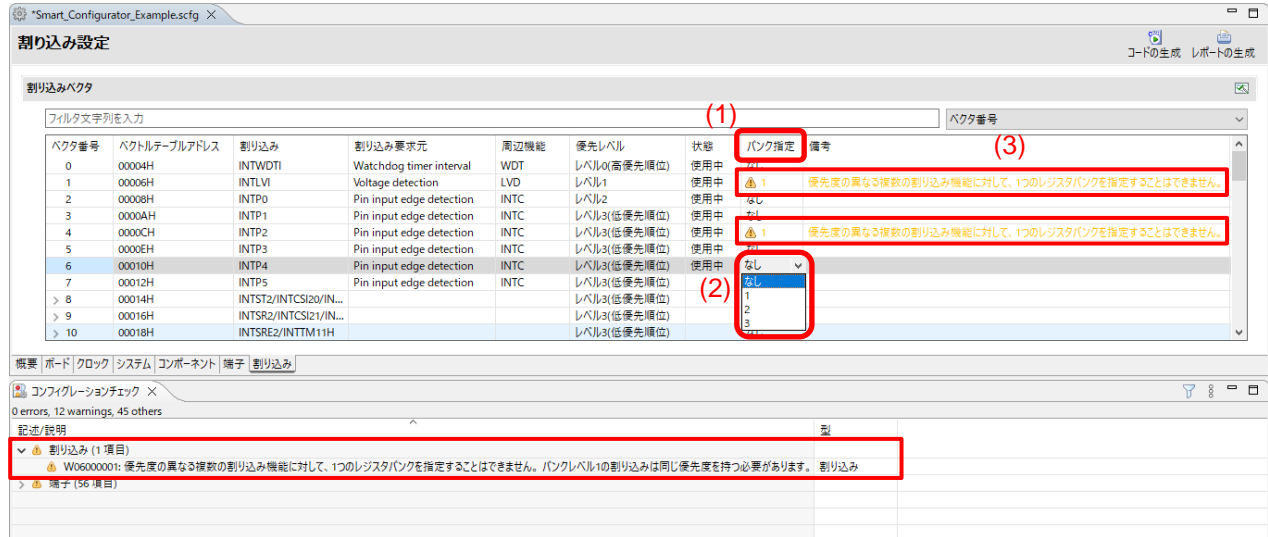 *Smart_Configurator_Example.scfg
割り込み設定
コードの生成 レポートの生成
割り込みベクタ
フィルタ文字列を入力 (1) ベクタ番号
ベクタ番号 ベクトルテーブルアドレス 割り込み 割り込み要求元 周辺機能 優先レベル 状態 バンク指定 備考 (3)
0 00004H INTWDTI Watchdog timer interval WDT レベル0(高優先順位) 使用中 なし
1 00006H INTLVI Voltage detection LVD レベル1 使用中 1 優先度の異なる複数の割り込み機能に対して、1つのレジスタバンクを指定することはできません。
2 00008H INTP0 Pin input edge detection INTC レベル2 使用中 なし
3 0000AH INTP1 Pin input edge detection INTC レベル3(低優先順位) 使用中 なし
4 0000CH INTP2 Pin input edge detection INTC レベル3(低優先順位) 使用中 1 優先度の異なる複数の割り込み機能に対して、1つのレジスタバンクを指定することはできません。
5 0000EH INTP3 Pin input edge detection INTC レベル3(低優先順位) 使用中 なし
6 00010H INTP4 Pin input edge detection INTC レベル3(低優先順位) 使用中 なし
7 00012H INTP5 Pin input edge detection INTC レベル3(低優先順位) (2) なし
8 00014H INTST2/INTCSI20/IN... レベル3(低優先順位) 1
9 00016H INTSR2/INTCSI21/IN... レベル3(低優先順位) 2
10 00018H INTSRE2/INTTM11H レベル3(低優先順位) 3
概要 ボード クロック システム コンポーネント 端子 割り込み
コンフィグレーションチェック
0 errors, 12 warnings, 45 others
記述/説明 型
割り込み (1 項目)
W06000001: 優先度の異なる複数の割り込み機能に対して、1つのレジスタバンクを指定することはできません。バンクレベル1の割り込みは同じ優先度を持つ必要があります。 割り込み
端子 (56 項目)